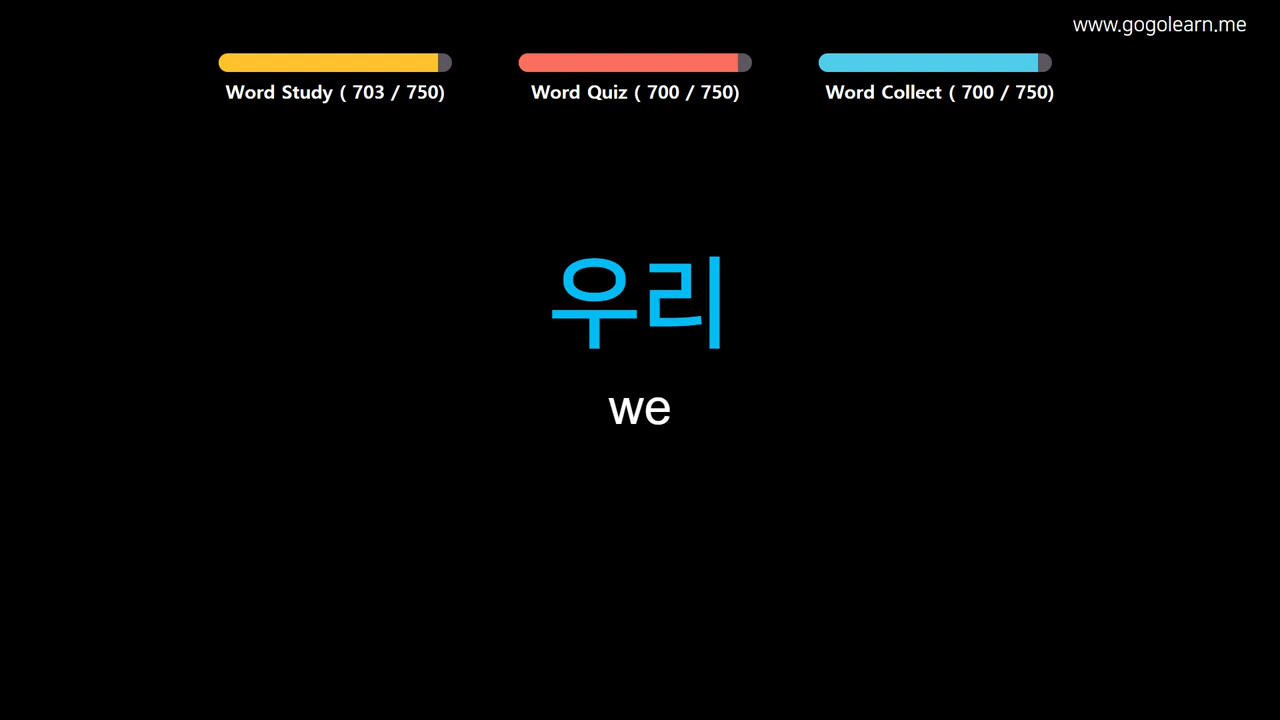 www.gogolearn.me
Word Study ( 703 / 750)
Word Quiz ( 700 / 750)
Word Collect ( 700 / 750)
우리
we